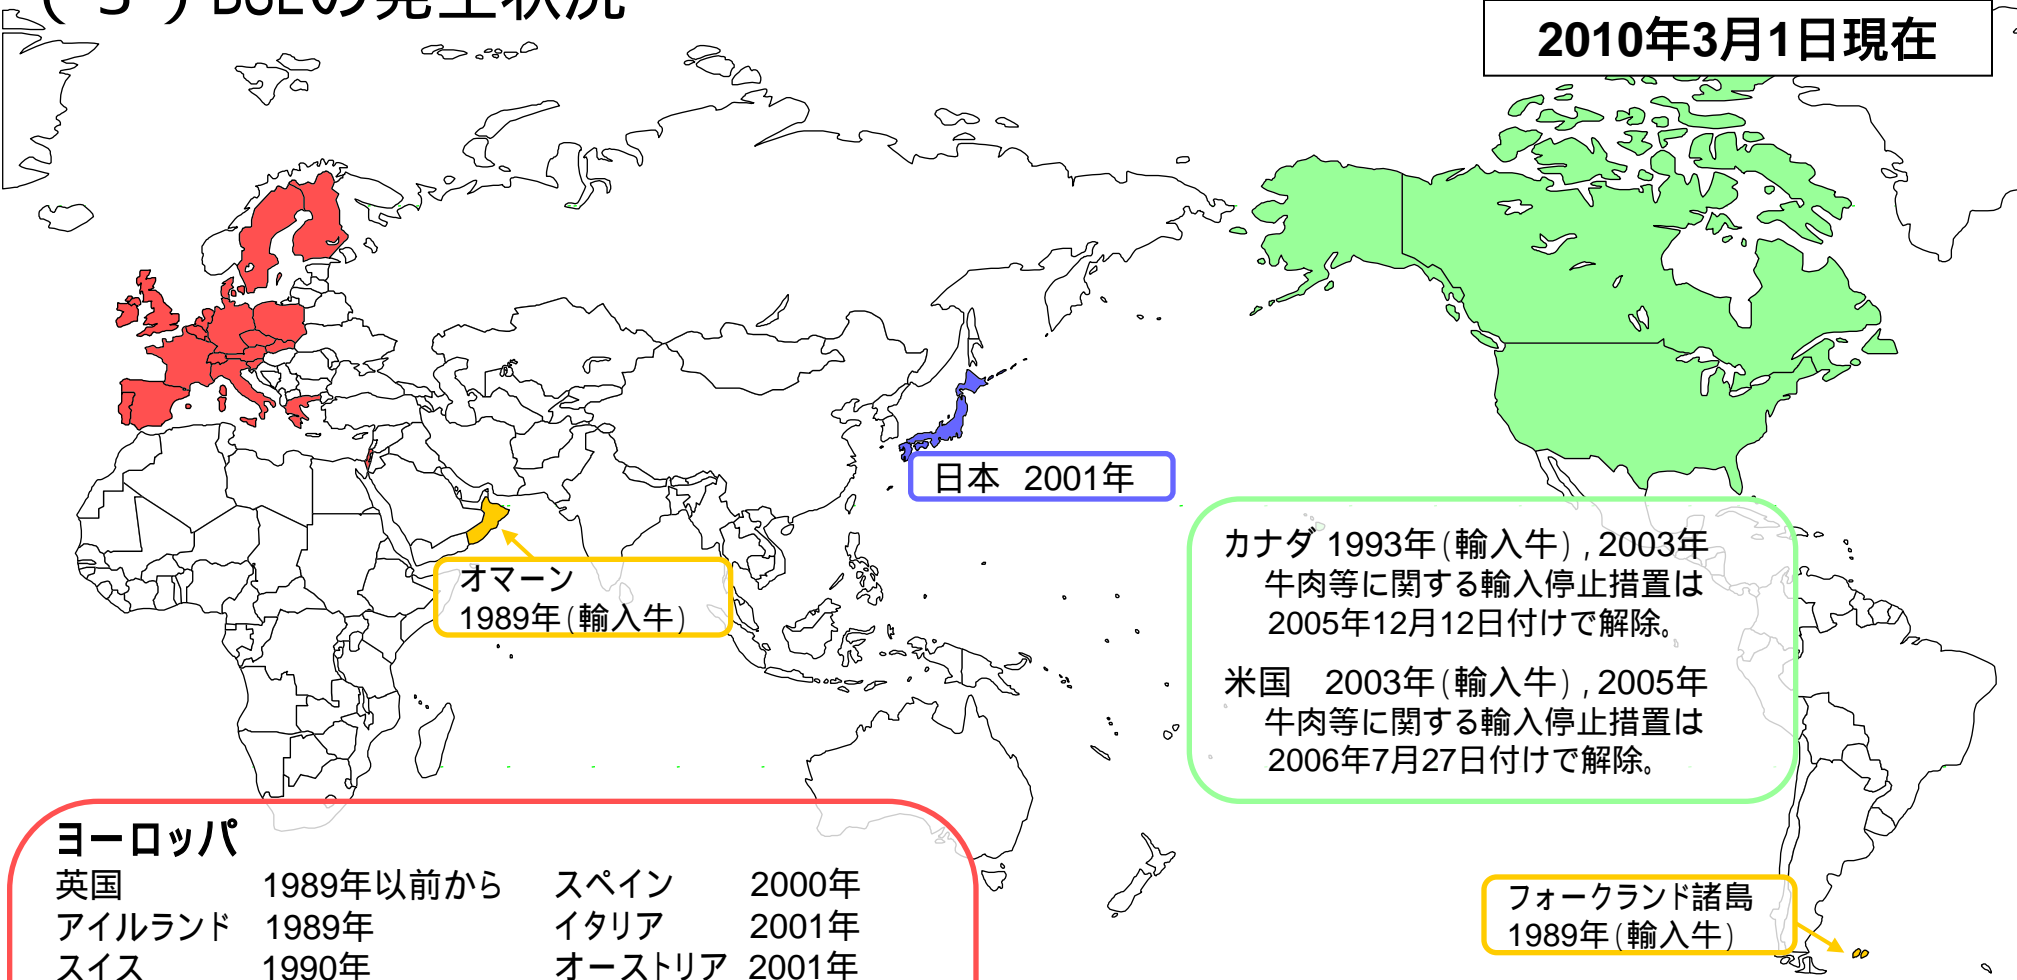 ( 3 ) BSEの発生状況
2010年3月1日現在
日本 2001年
カナダ 1993年(輸入牛), 2003年
牛肉等に関する輸入停止措置は
2005年12月12日付けで解除。
米国 2003年(輸入牛), 2005年
牛肉等に関する輸入停止措置は
2006年7月27日付けで解除。
オマーン
1989年(輸入牛)
ヨーロッパ
英国 1989年以前から スペイン 2000年
アイルランド 1989年 イタリア 2001年
スイス 1990年 オーストリア 2001年
フォークランド諸島
1989年(輸入牛)